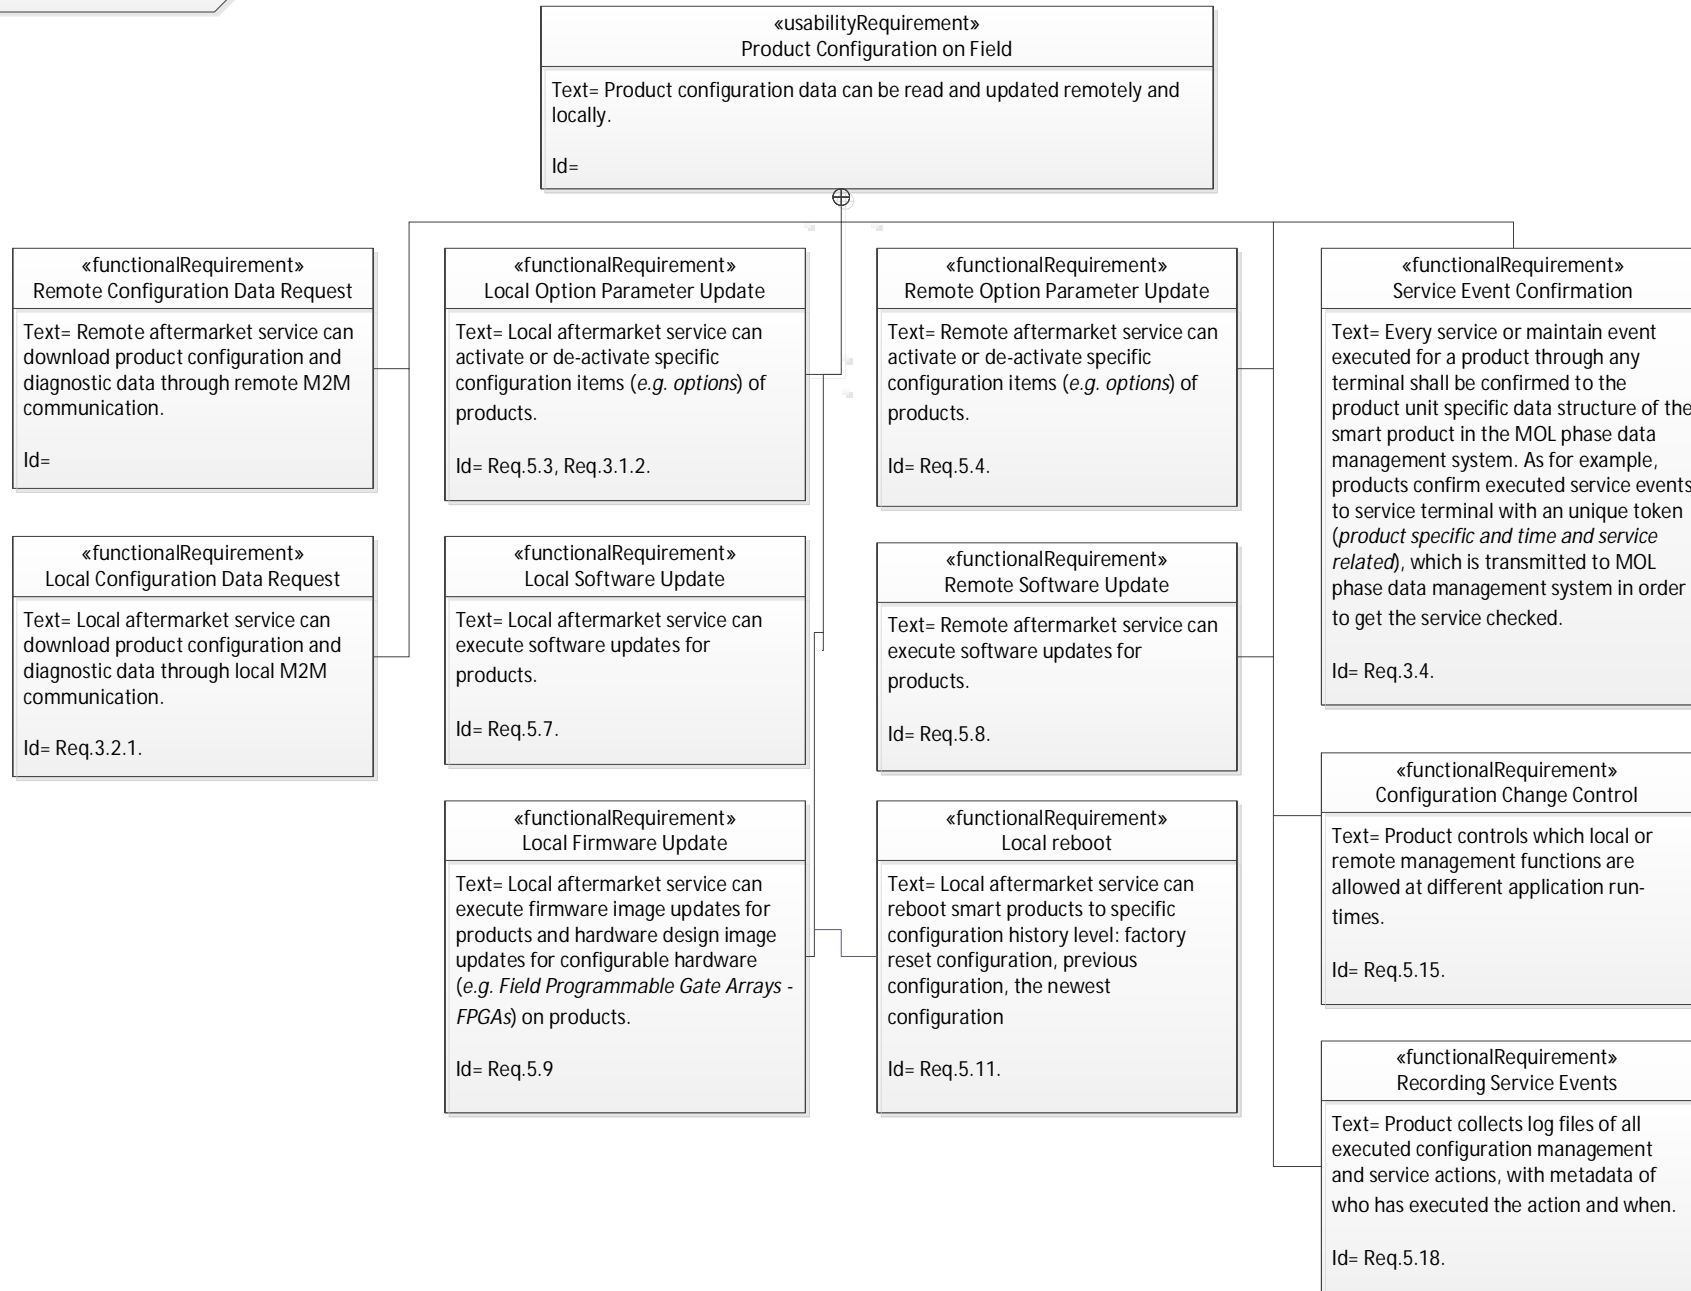 «usabilityRequirement»
Product Configuration on Field
Text= Product configuration data can be read and updated remotely and
locally.
Id=
«functionalRequirement»
Remote Configuration Data Request
Text= Remote aftermarket service can
download product configuration and
diagnostic data through remote M2M
communication.
Id=
«functionalRequirement»
Local Configuration Data Request
Text= Local aftermarket service can
download product configuration and
diagnostic data through local M2M
communication.
Id= Req.3.2.1.
«functionalRequirement»
Local Option Parameter Update
Text= Local aftermarket service can
activate or de-activate specific
configuration items (e.g. options) of
products.
Id= Req.5.3, Req.3.1.2.
«functionalRequirement»
Local Software Update
Text= Local aftermarket service can
execute software updates for
products.
Id= Req.5.7.
«functionalRequirement»
Local Firmware Update
Text= Local aftermarket service can
execute firmware image updates for
products and hardware design image
updates for configurable hardware
(e.g. Field Programmable Gate Arrays -
FPGAs) on products.
Id= Req.5.9
«functionalRequirement»
Remote Option Parameter Update
Text= Remote aftermarket service can
activate or de-activate specific
configuration items (e.g. options) of
products.
Id= Req.5.4.
«functionalRequirement»
Remote Software Update
Text= Remote aftermarket service can
execute software updates for
products.
Id= Req.5.8.
«functionalRequirement»
Local reboot
Text= Local aftermarket service can
reboot smart products to specific
configuration history level: factory
reset configuration, previous
configuration, the newest
configuration
Id= Req.5.11.
«functionalRequirement»
Service Event Confirmation
Text= Every service or maintain event
executed for a product through any
terminal shall be confirmed to the
product unit specific data structure of the
smart product in the MOL phase data
management system. As for example,
products confirm executed service events
to service terminal with an unique token
(product specific and time and service
related), which is transmitted to MOL
phase data management system in order
to get the service checked.
Id= Req.3.4.
«functionalRequirement»
Configuration Change Control
Text= Product controls which local or
remote management functions are
allowed at different application run-
times.
Id= Req.5.15.
«functionalRequirement»
Recording Service Events
Text= Product collects log files of all
executed configuration management
and service actions, with metadata of
who has executed the action and when.
Id= Req.5.18.